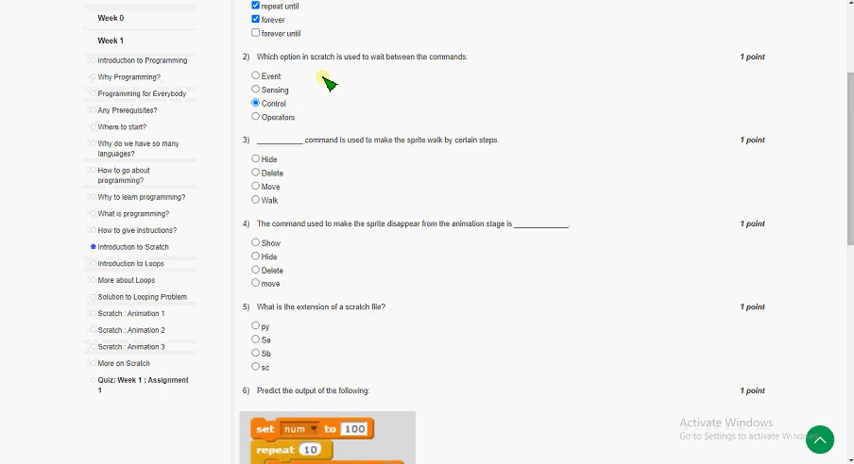 Week 0
Week 1
Introduction to Programming
Why Programming?
Programming for Everybody
Any Prerequisites?
Where to start?
Why do we have so many
languages?
How to go about
programming?
Why to learn programming?
What is programming?
How to give instructions?
Introduction to Scratch
Introduction to Loops
More about Loops
Solution to Looping Problem
Scratch : Animation 1
Scratch : Animation 2
Scratch : Animation 3
More on Scratch
Quiz: Week 1 : Assignment
1
repeat until
forever
forever until
2) Which option in scratch is used to wait between the commands: 1 point
Event
Sensing
Control
Operators
3) __________ command is used to make the sprite walk by certain steps. 1 point
Hide
Delete
Move
Walk
4) The command used to make the sprite disappear from the animation stage is ____________. 1 point
Show
Hide
Delete
move
5) What is the extension of a scratch file? 1 point
py
Se
Sb
sc
6) Predict the output of the following: 1 point
set num to 100
repeat 10
Activate Windows
Go to Settings to activate Windows.